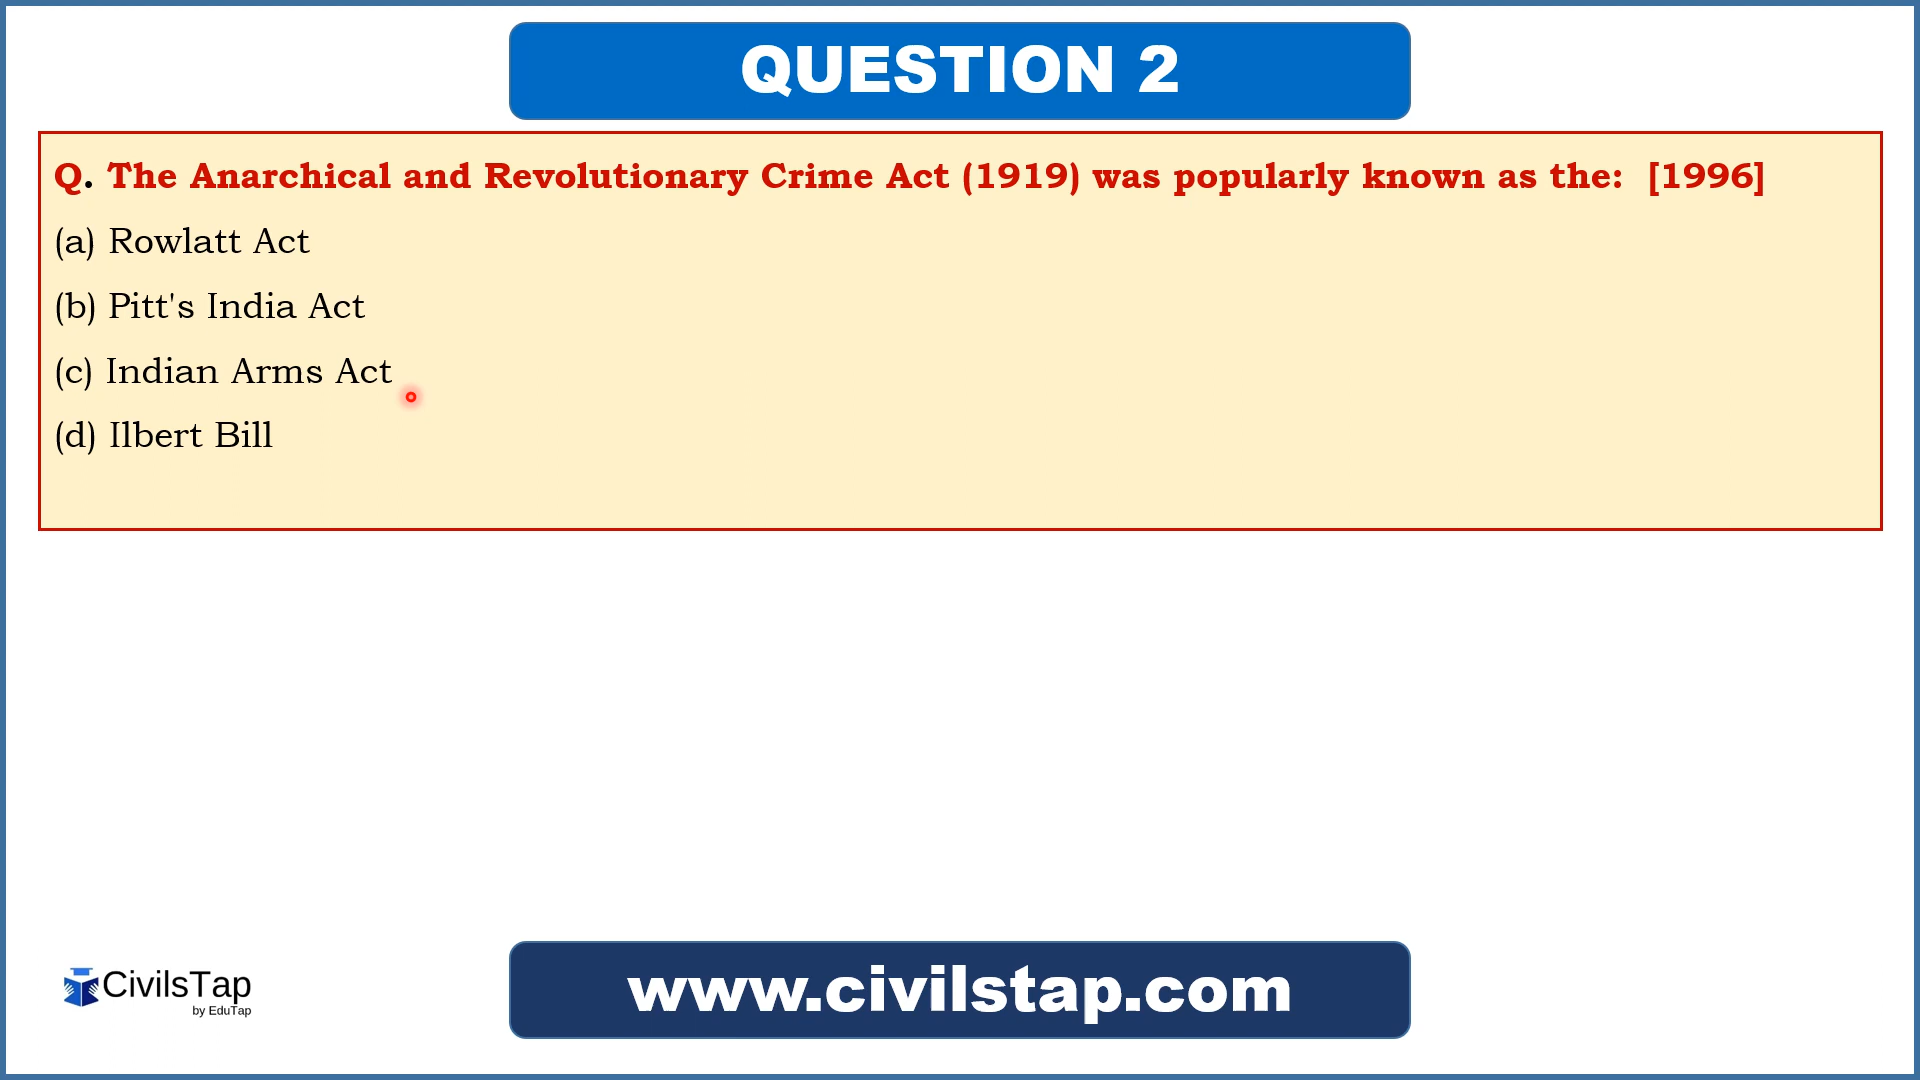 QUESTION 2
Q. The Anarchical and Revolutionary Crime Act (1919) was popularly known as the: [1996]
(a) Rowlatt Act
(b) Pitt's India Act
(c) Indian Arms Act
(d) Ilbert Bill
CivilsTap
by EduTap
www.civilstap.com